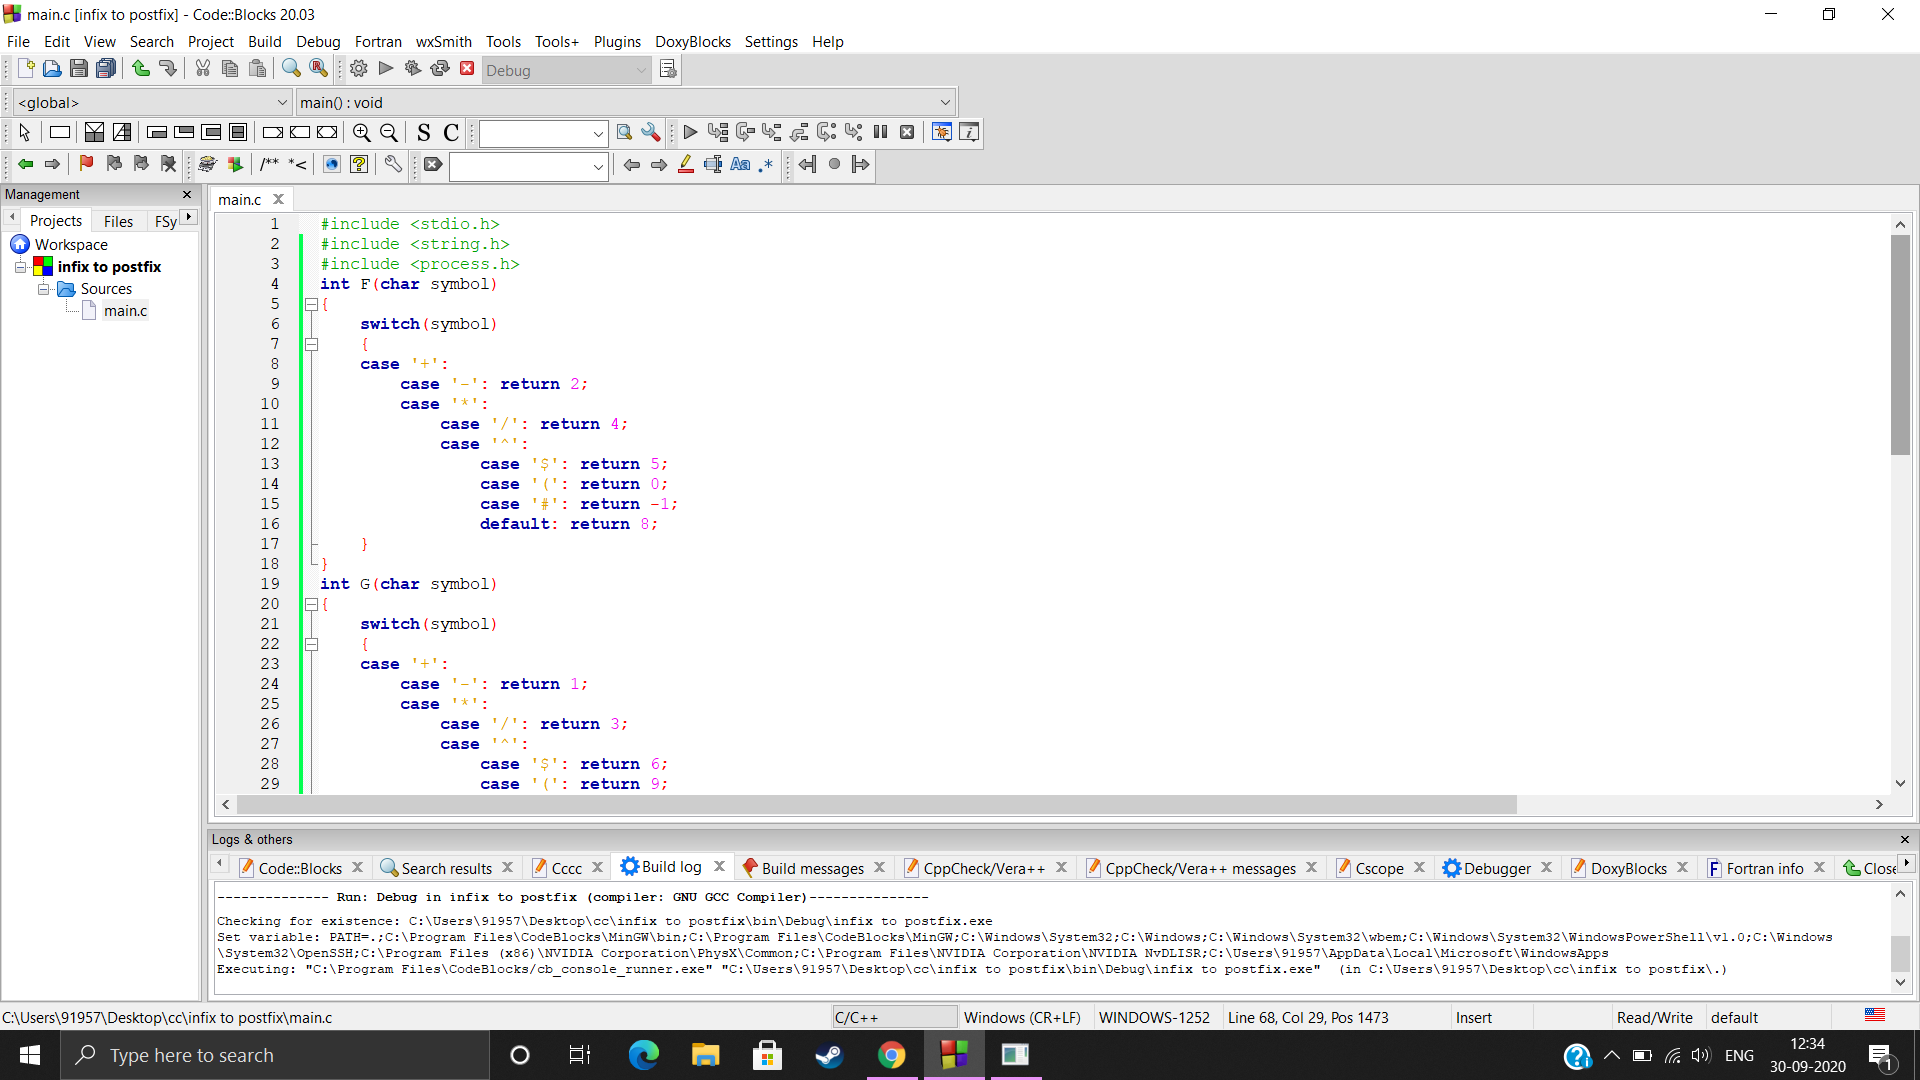 main.c [infix to postfix] - Code::Blocks 20.03
File Edit View Search Project Build Debug Fortran wxSmith Tools Tools+ Plugins DoxyBlocks Settings Help
Debug
<global> main() : void
S C
/** *<
Aa .*
Management
Projects Files FSy
Workspace
infix to postfix
Sources
main.c
main.c
1 #include <stdio.h>
2 #include <string.h>
3 #include <process.h>
4 int F(char symbol)
5 {
6 switch(symbol)
7 {
8 case '+':
9 case '-': return 2;
10 case '*':
11 case '/': return 4;
12 case '^':
13 case '$': return 5;
14 case '(': return 0;
15 case '#': return -1;
16 default: return 8;
17 }
18 }
19 int G(char symbol)
20 {
21 switch(symbol)
22 {
23 case '+':
24 case '-': return 1;
25 case '*':
26 case '/': return 3;
27 case '^':
28 case '$': return 6;
29 case '(': return 9;
Logs & others
Code::Blocks Search results Cccc Build log Build messages CppCheck/Vera++ CppCheck/Vera++ messages Cscope Debugger DoxyBlocks Fortran info Close
-------------- Run: Debug in infix to postfix (compiler: GNU GCC Compiler)---------------
Checking for existence: C:\Users\91957\Desktop\cc\infix to postfix\bin\Debug\infix to postfix.exe
Set variable: PATH=.;C:\Program Files\CodeBlocks\MinGW\bin;C:\Program Files\CodeBlocks\MinGW;C:\Windows\System32;C:\Windows;C:\Windows\System32\wbem;C:\Windows\System32\WindowsPowerShell\v1.0;C:\Windows
\System32\OpenSSH;C:\Program Files (x86)\NVIDIA Corporation\PhysX\Common;C:\Program Files\NVIDIA Corporation\NVIDIA NvDLISR;C:\Users\91957\AppData\Local\Microsoft\WindowsApps
Executing: "C:\Program Files\CodeBlocks/cb_console_runner.exe" "C:\Users\91957\Desktop\cc\infix to postfix\bin\Debug\infix to postfix.exe" (in C:\Users\91957\Desktop\cc\infix to postfix\.)
C:\Users\91957\Desktop\cc\infix to postfix\main.c C/C++ Windows (CR+LF) WINDOWS-1252 Line 68, Col 29, Pos 1473 Insert Read/Write default
Type here to search
ENG
12:34
30-09-2020
1